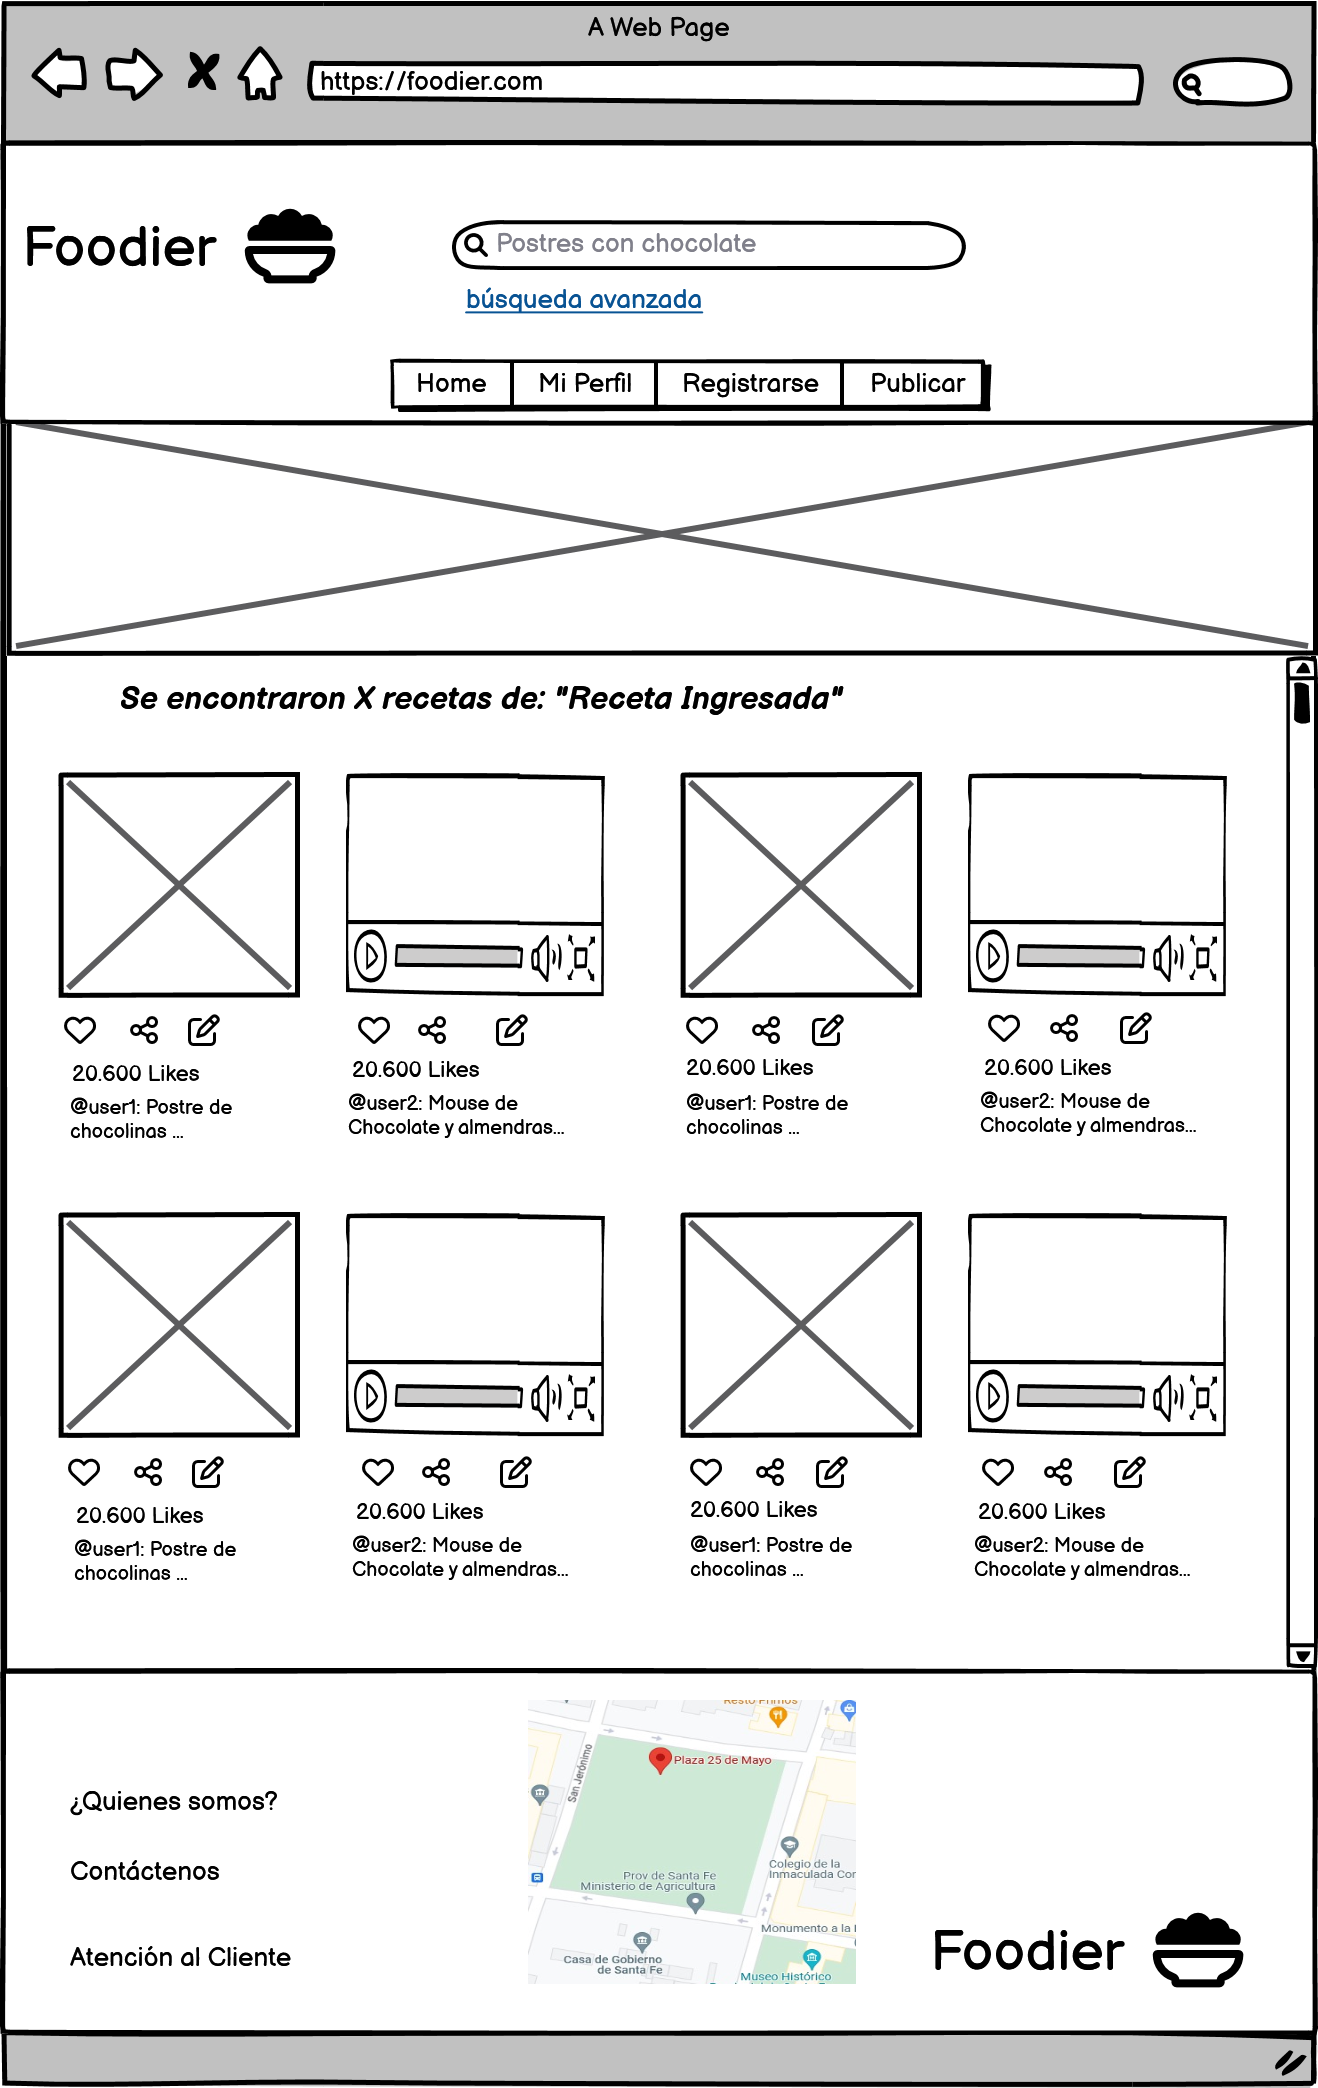 A Web Page
https://foodier.com
Foodier
Postres con chocolate
búsqueda avanzada
Home Mi Perfil Registrarse Publicar
Se encontraron X recetas de: "Receta Ingresada"
20.600 Likes
@user1: Postre de
chocolinas ...
20.600 Likes
@user2: Mouse de
Chocolate y almendras...
20.600 Likes
@user1: Postre de
chocolinas ...
20.600 Likes
@user2: Mouse de
Chocolate y almendras...
20.600 Likes
@user1: Postre de
chocolinas ...
20.600 Likes
@user2: Mouse de
Chocolate y almendras...
20.600 Likes
@user1: Postre de
chocolinas ...
20.600 Likes
@user2: Mouse de
Chocolate y almendras...
¿Quienes somos?
Contáctenos
Atención al Cliente
Resto Primos
Plaza 25 de Mayo
San Jerónimo
Colegio de la
Inmaculada Con
Prov de Santa Fe
Ministerio de Agricultura
Monumento a la
Casa de Gobierno
de Santa Fe
Museo Histórico
Foodier